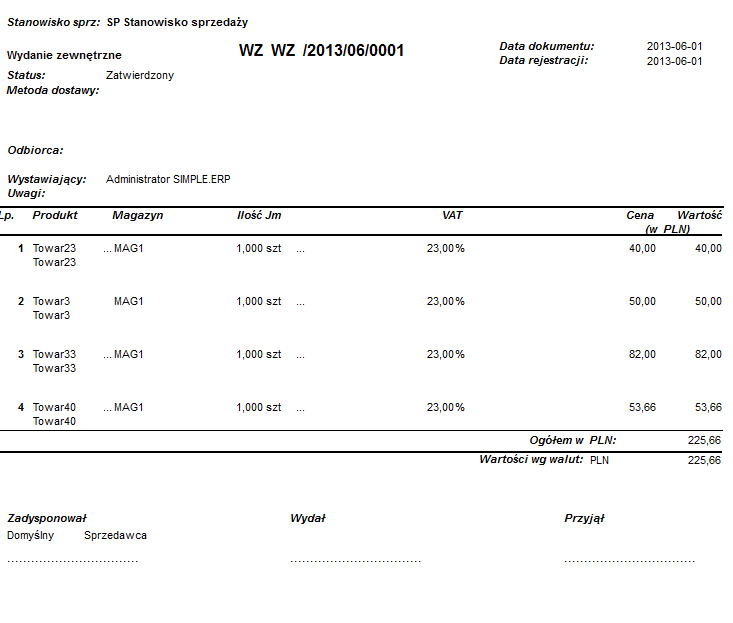 Stanowisko sprz: SP Stanowisko sprzedaży
Wydanie zewnętrzne WZ WZ /2013/06/0001 Data dokumentu: 2013-06-01
Data rejestracji: 2013-06-01
Status: Zatwierdzony
Metoda dostawy:
Odbiorca:
Wystawiający: Administrator SIMPLE.ERP
Uwagi:
Lp. Produkt Magazyn Ilość Jm VAT Cena Wartość
(w PLN)
1 Towar23 ... MAG1 1,000 szt ... 23,00% 40,00 40,00
Towar23
2 Towar3 MAG1 1,000 szt ... 23,00% 50,00 50,00
Towar3
3 Towar33 ... MAG1 1,000 szt ... 23,00% 82,00 82,00
Towar33
4 Towar40 ... MAG1 1,000 szt ... 23,00% 53,66 53,66
Towar40
Ogółem w PLN: 225,66
Wartości wg walut: PLN 225,66
Zadysponował Wydał Przyjął
Domyślny Sprzedawca
................................. ................................. .................................